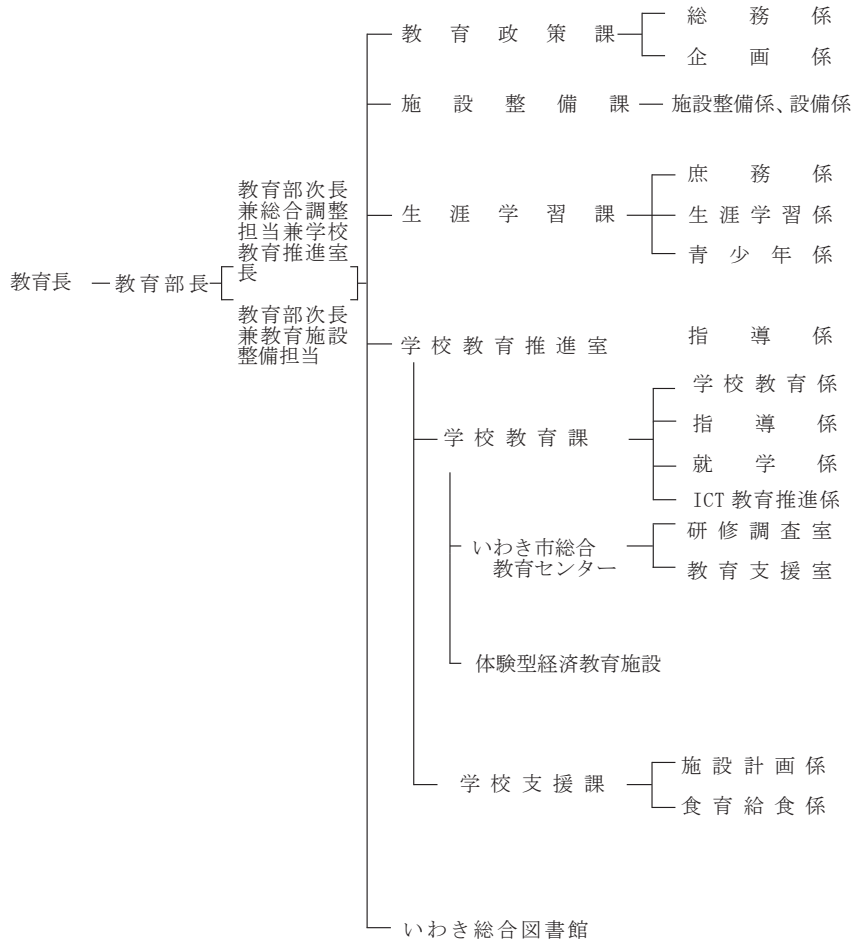 教育長
教育部長
教育部次長
兼総合調整
担当兼学校
教育推進室
長
教育部次長
兼教育施設
整備担当
教育政策課
総務係
企画係
施設整備課
施設整備係、設備係
生涯学習課
庶務係
生涯学習係
青少年係
学校教育推進室
指導係
学校教育課
学校教育係
指導係
就学係
ICT 教育推進係
いわき市総合
教育センター
研修調査室
教育支援室
体験型経済教育施設
学校支援課
施設計画係
食育給食係
いわき総合図書館